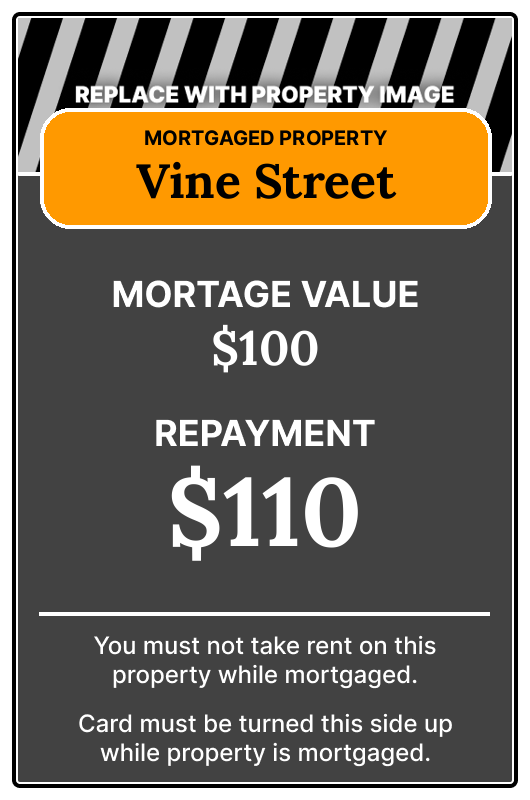 REPLACE WITH PROPERTY IMAGE
MORTGAGED PROPERTY
Vine Street
MORTAGE VALUE
$100
REPAYMENT
$110
You must not take rent on this
property while mortgaged.
Card must be turned this side up
while property is mortgaged.